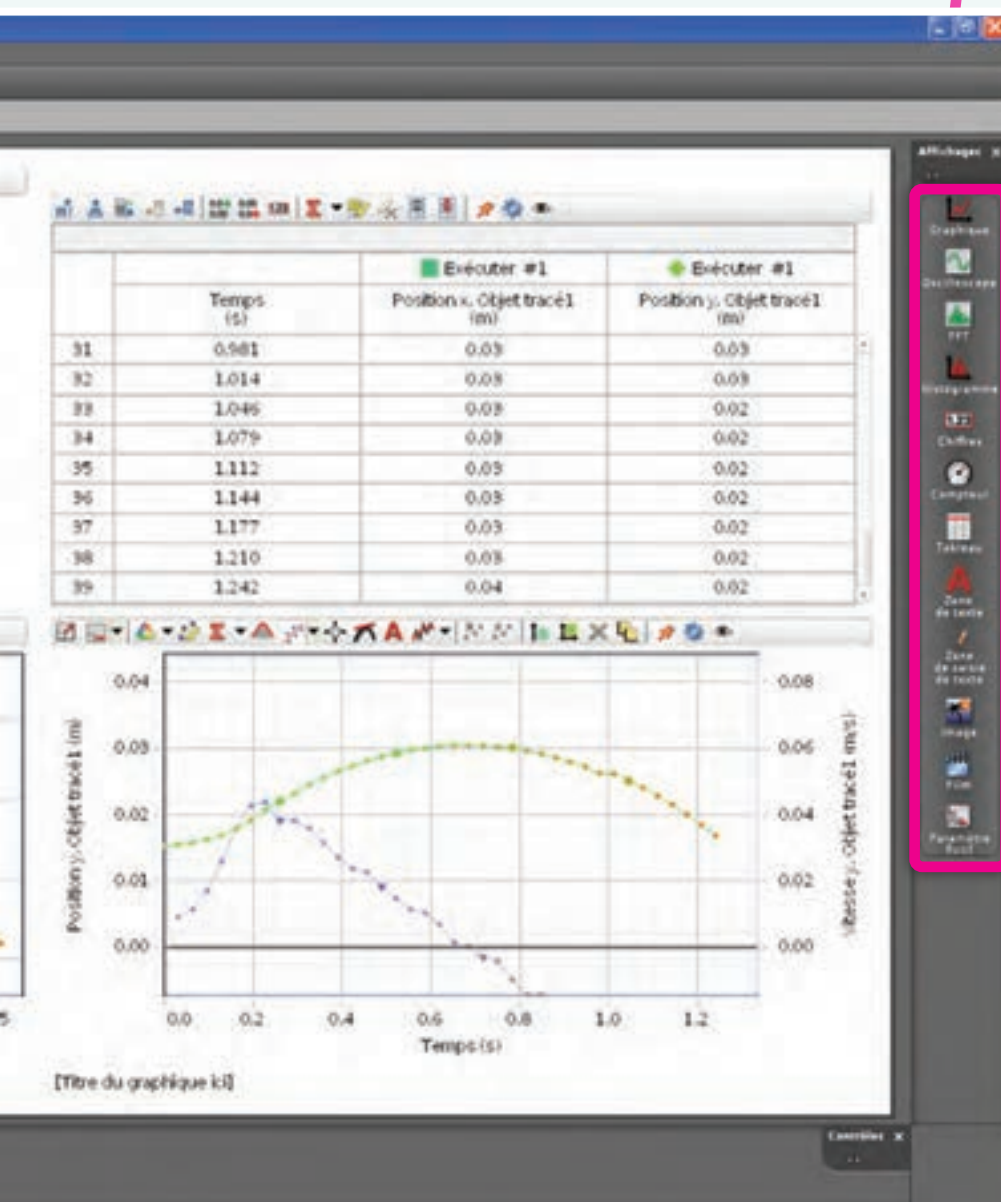 Affichages x
Graphique
Oscilloscope
FFT
Histogramme
Chiffres
Compteur
Tableau
Zone
de texte
Zone
de saisie
de texte
Image
Film
Exécuter #1 Exécuter #1
Temps Position x, Objet tracé1 Position y, Objet tracé1
(s) (m) (m)
31 0.981 0.03 0.03
32 1.014 0.03 0.03
33 1.046 0.03 0.02
34 1.079 0.03 0.02
35 1.112 0.03 0.02
36 1.144 0.03 0.02
37 1.177 0.03 0.02
38 1.210 0.03 0.02
39 1.242 0.04 0.02
Position y, Objet tracé1 (m)
0.04
0.03
0.02
0.01
0.00
0.08
0.06
0.04
0.02
0.00
Vitesse y, Objet tracé1 (m/s)
0.0 0.2 0.4 0.6 0.8 1.0 1.2
Temps (s)
[Titre du graphique ici]
Contrôles x